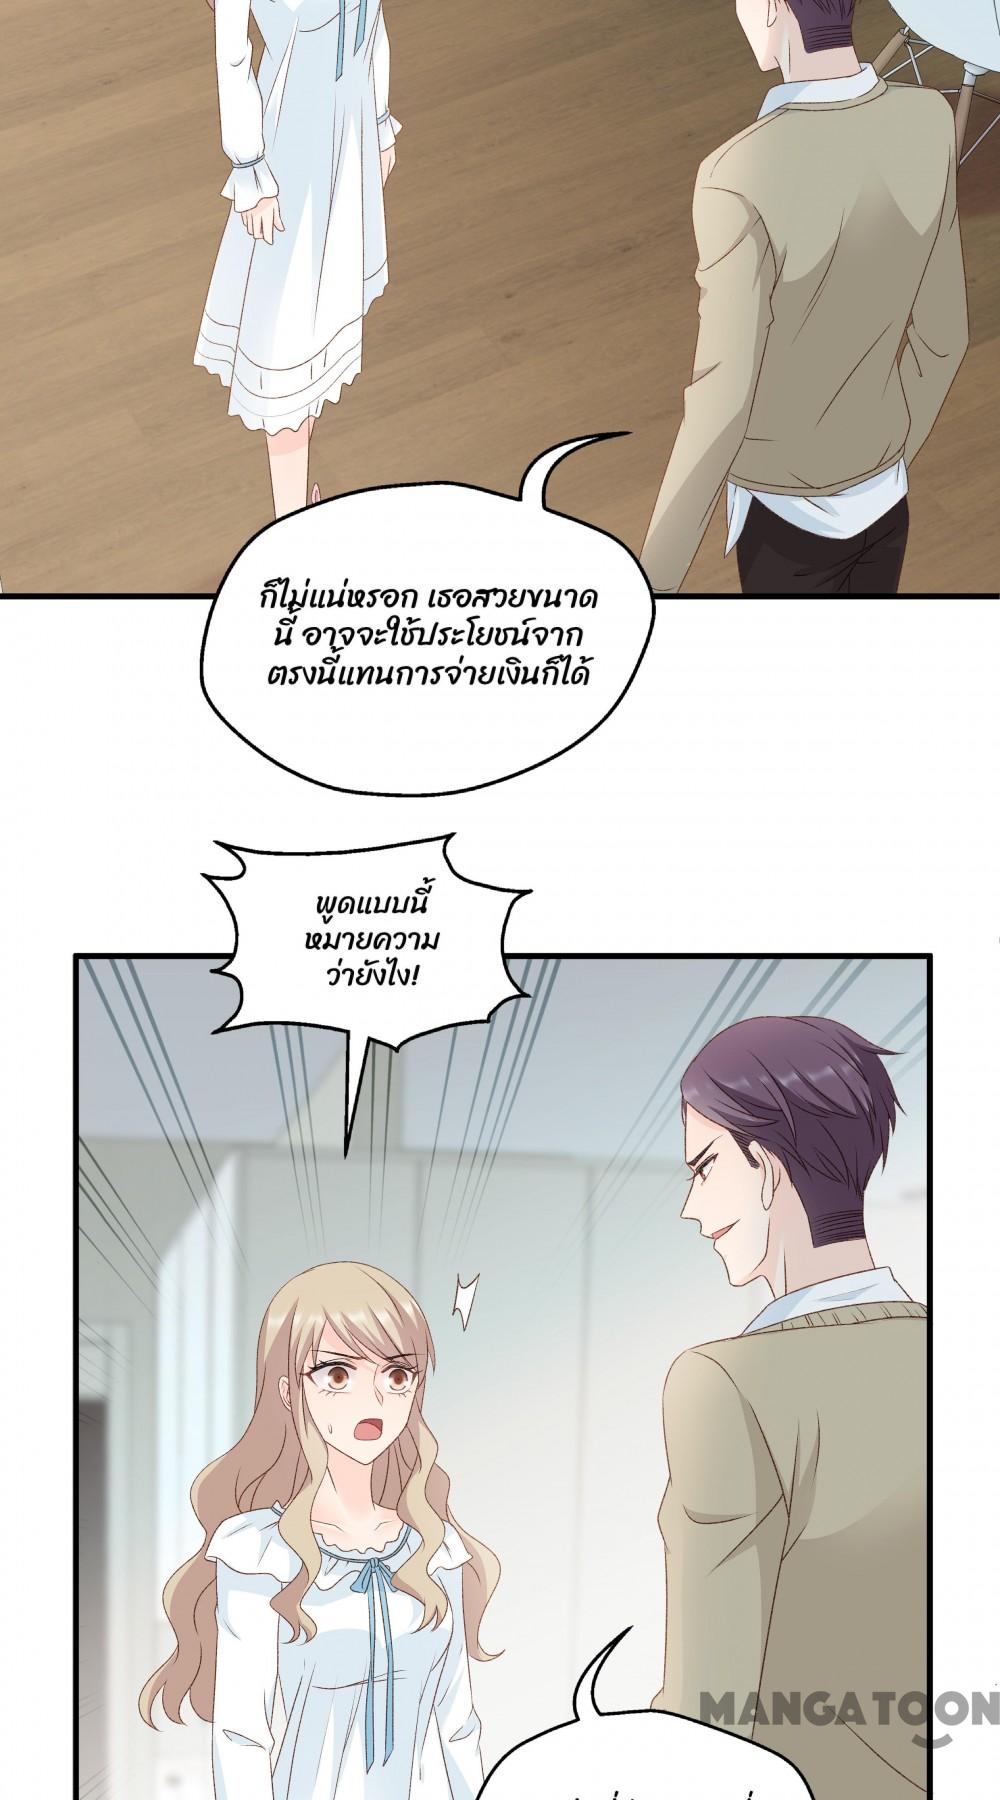 ก็ไม่แน่หรอก เธอสวยขนาด
นี้ อาจจะใช้ประโยชน์จาก
ตรงนี้แทนการจ่ายเงินก็ได้
พูดแบบนี้
หมายความ
ว่ายังไง!
MANGATOON